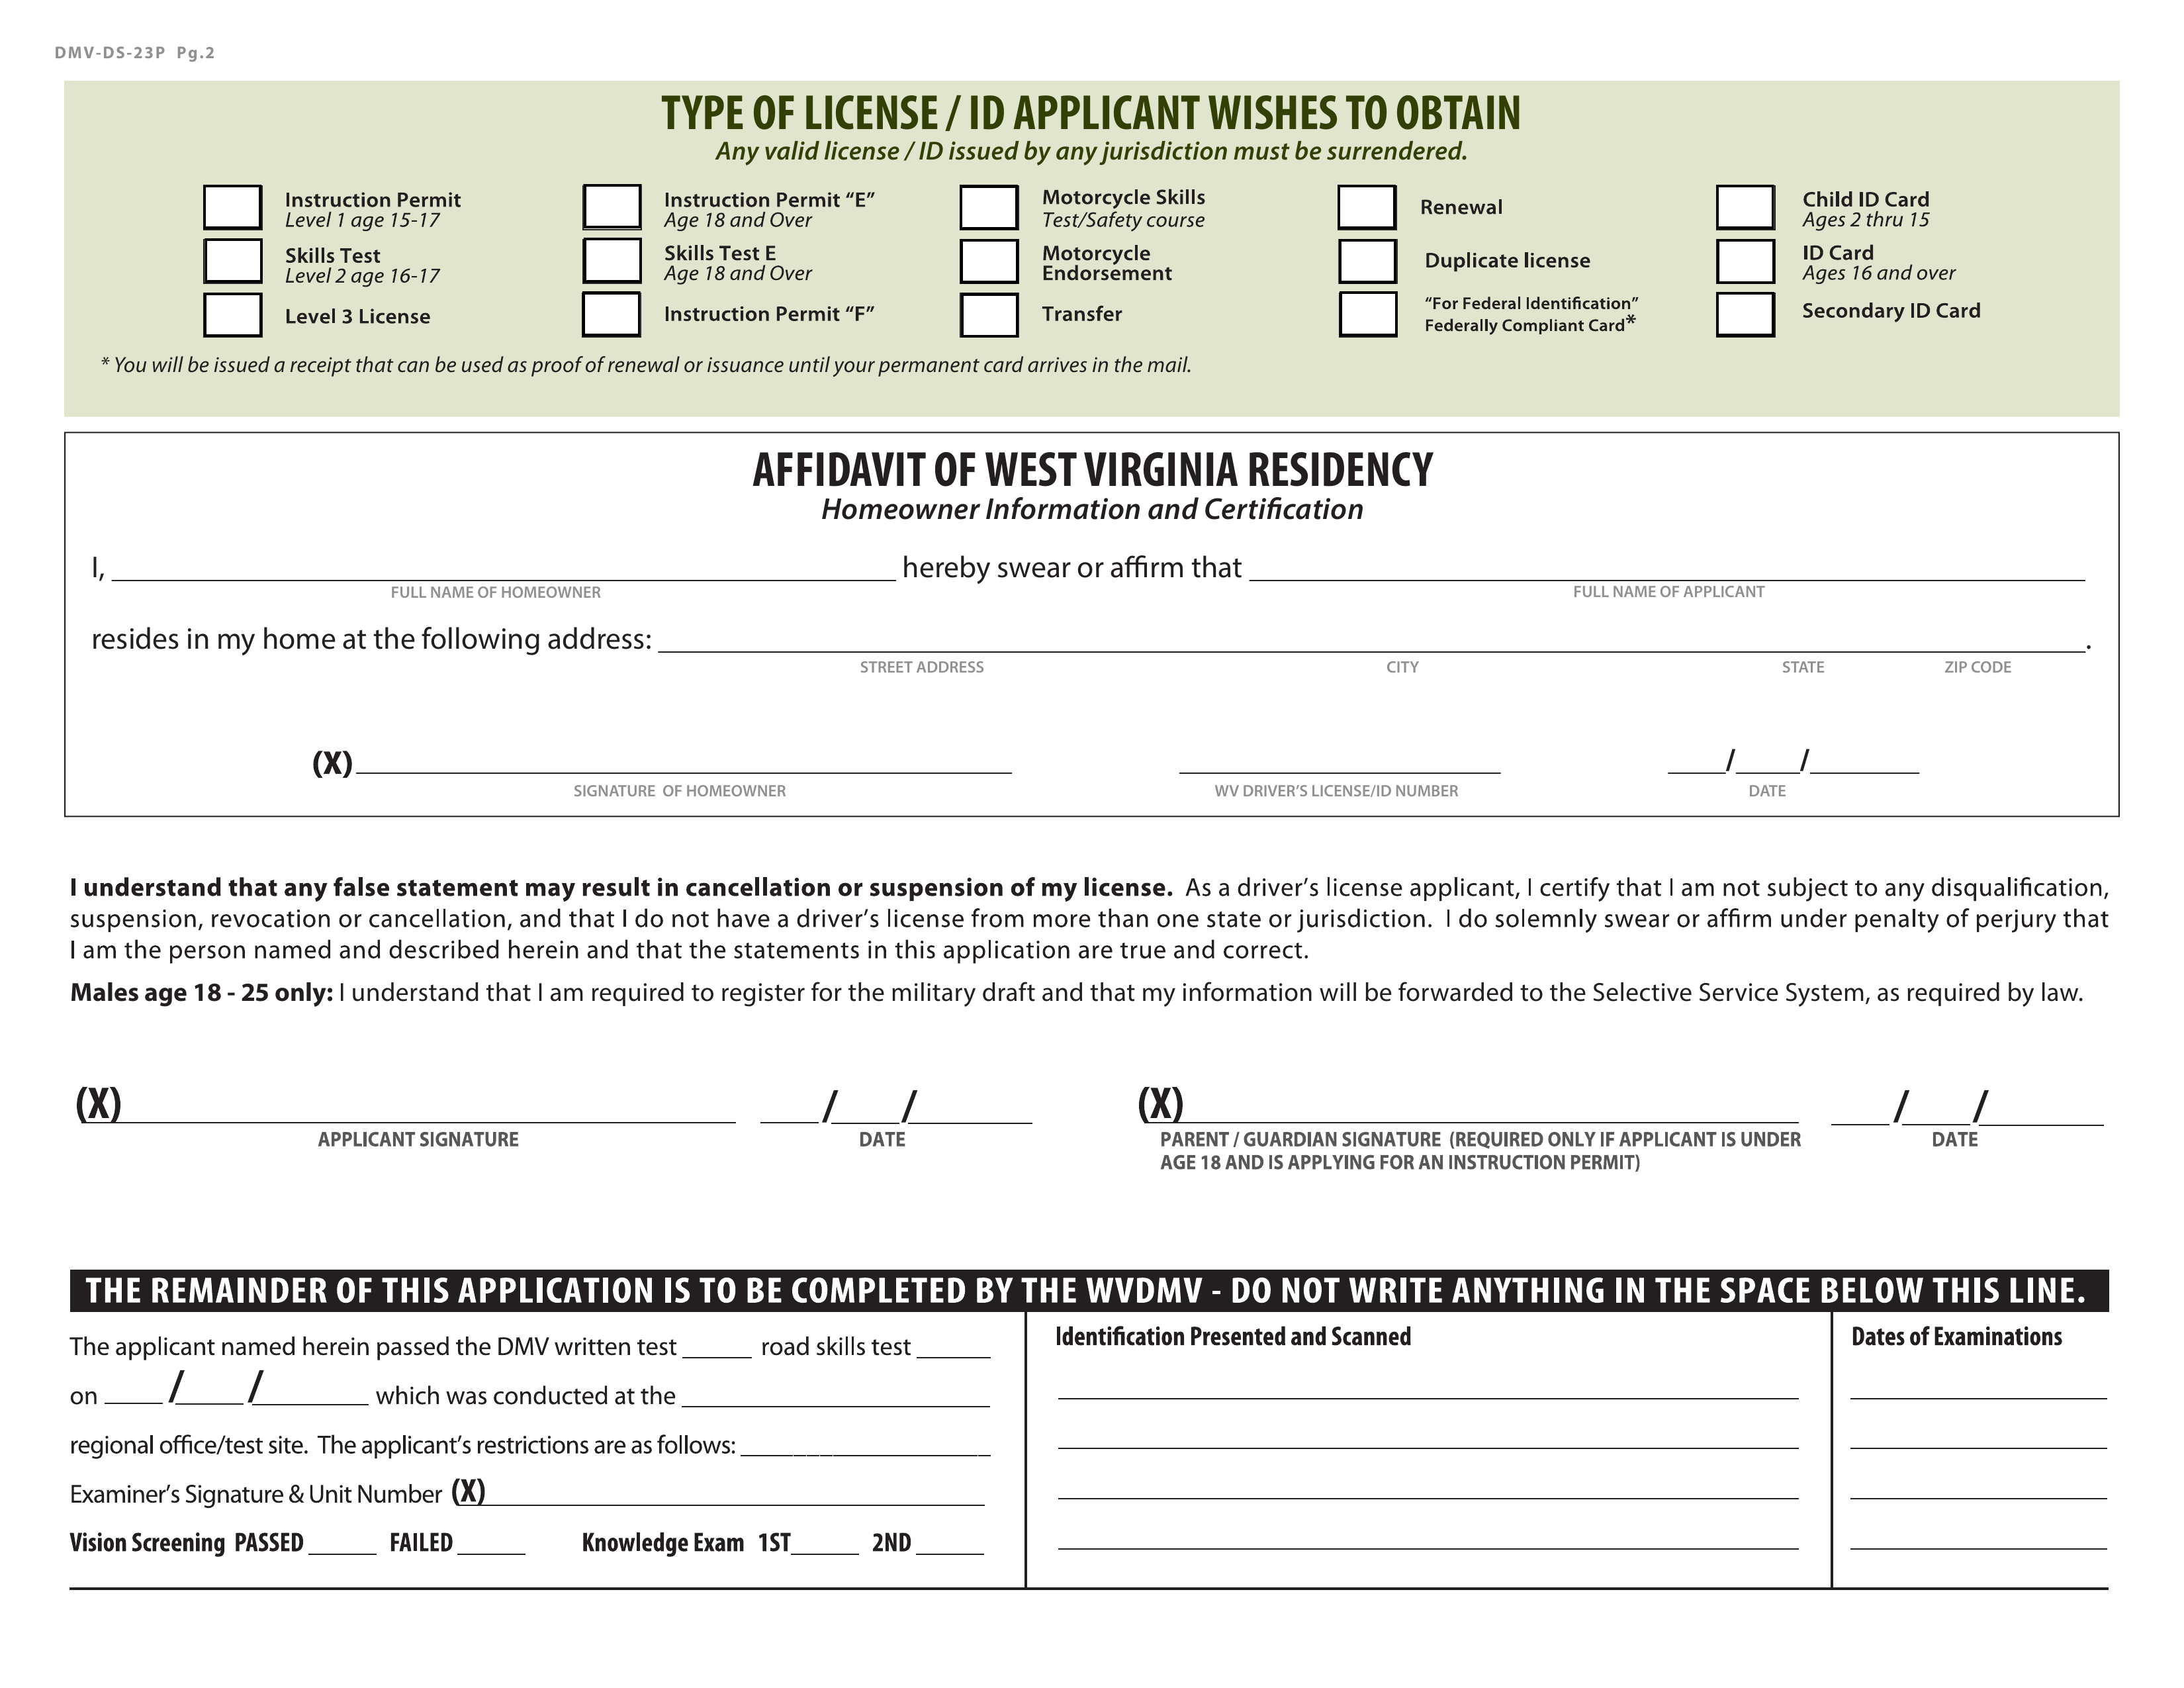 DMV-DS-23P Pg.2
TYPE OF LICENSE / ID APPLICANT WISHES TO OBTAIN
Any valid license / ID issued by any jurisdiction must be surrendered.
Instruction Permit
Level 1 age 15-17
Skills Test
Level 2 age 16-17
Level 3 License
Instruction Permit “E”
Age 18 and Over
Skills Test E
Age 18 and Over
Instruction Permit “F”
Motorcycle Skills
Test/Safety course
Motorcycle
Endorsement
Transfer
Renewal
Duplicate license
“For Federal Identification”
Federally Compliant Card*
Child ID Card
Ages 2 thru 15
ID Card
Ages 16 and over
Secondary ID Card
* You will be issued a receipt that can be used as proof of renewal or issuance until your permanent card arrives in the mail.
AFFIDAVIT OF WEST VIRGINIA RESIDENCY
Homeowner Information and Certification
I, ______ hereby swear or affirm that ______
FULL NAME OF HOMEOWNER FULL NAME OF APPLICANT
resides in my home at the following address: ______.
STREET ADDRESS CITY STATE ZIP CODE
(X)______ ______ ____/____/____
SIGNATURE OF HOMEOWNER WV DRIVER’S LICENSE/ID NUMBER DATE
I understand that any false statement may result in cancellation or suspension of my license. As a driver’s license applicant, I certify that I am not subject to any disqualification,
suspension, revocation or cancellation, and that I do not have a driver’s license from more than one state or jurisdiction. I do solemnly swear or affirm under penalty of perjury that
I am the person named and described herein and that the statements in this application are true and correct.
Males age 18 - 25 only: I understand that I am required to register for the military draft and that my information will be forwarded to the Selective Service System, as required by law.
(X)______ ____/____/____ (X)______ ____/____/____
APPLICANT SIGNATURE DATE PARENT / GUARDIAN SIGNATURE (REQUIRED ONLY IF APPLICANT IS UNDER DATE
AGE 18 AND IS APPLYING FOR AN INSTRUCTION PERMIT)
THE REMAINDER OF THIS APPLICATION IS TO BE COMPLETED BY THE WVDMV - DO NOT WRITE ANYTHING IN THE SPACE BELOW THIS LINE.
The applicant named herein passed the DMV written test _____ road skills test _____
on ____/____/____ which was conducted at the ______
regional office/test site. The applicant’s restrictions are as follows: ______
Examiner’s Signature & Unit Number (X)______
Vision Screening PASSED _____ FAILED _____ Knowledge Exam 1ST_____ 2ND _____
Identification Presented and Scanned
Dates of Examinations